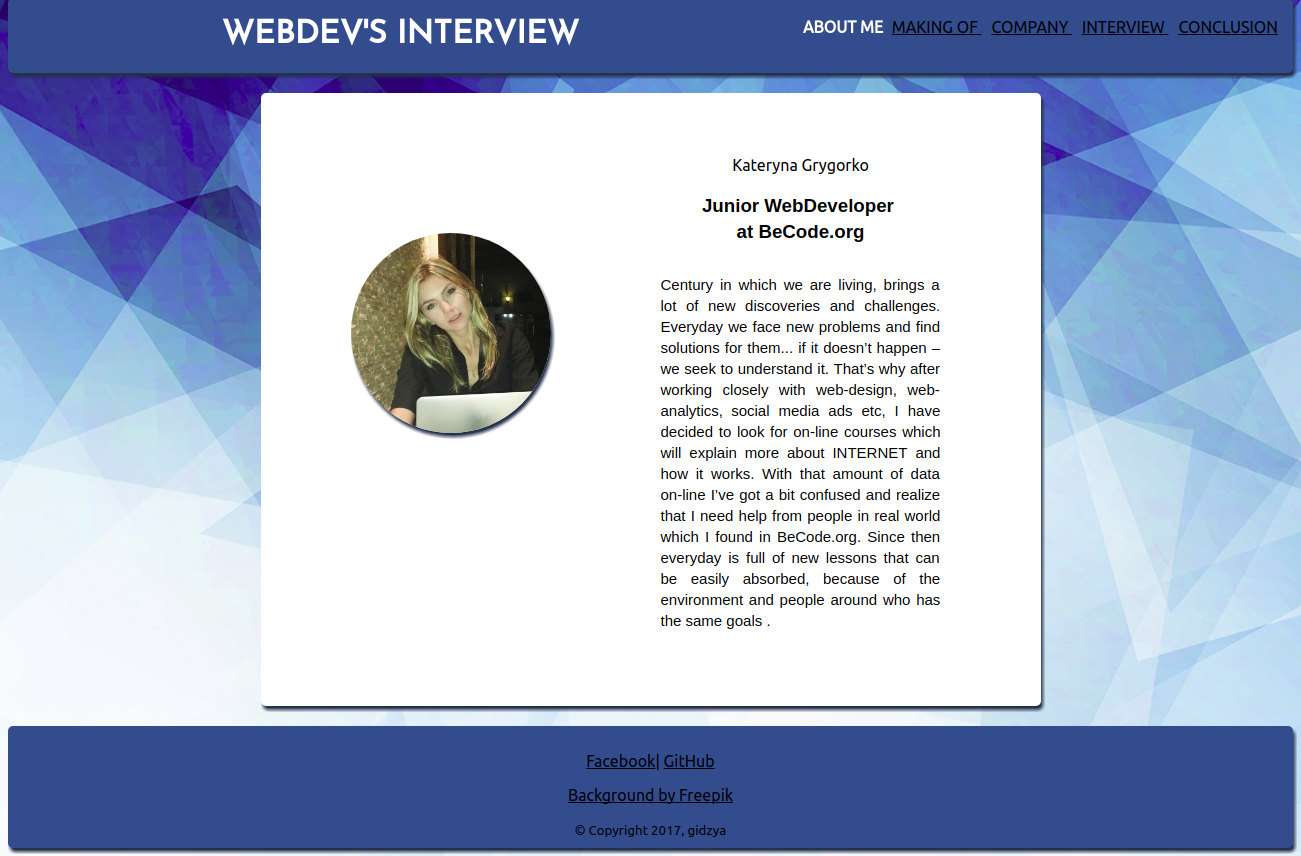 WEBDEV'S INTERVIEW
ABOUT ME MAKING OF COMPANY INTERVIEW CONCLUSION
Kateryna Grygorko
Junior WebDeveloper
at BeCode.org
Century in which we are living, brings a
lot of new discoveries and challenges.
Everyday we face new problems and find
solutions for them... if it doesn’t happen –
we seek to understand it. That’s why after
working closely with web-design, web-
analytics, social media ads etc, I have
decided to look for on-line courses which
will explain more about INTERNET and
how it works. With that amount of data
on-line I’ve got a bit confused and realize
that I need help from people in real world
which I found in BeCode.org. Since then
everyday is full of new lessons that can
be easily absorbed, because of the
environment and people around who has
the same goals .
Facebook| GitHub
Background by Freepik
© Copyright 2017, gidzya